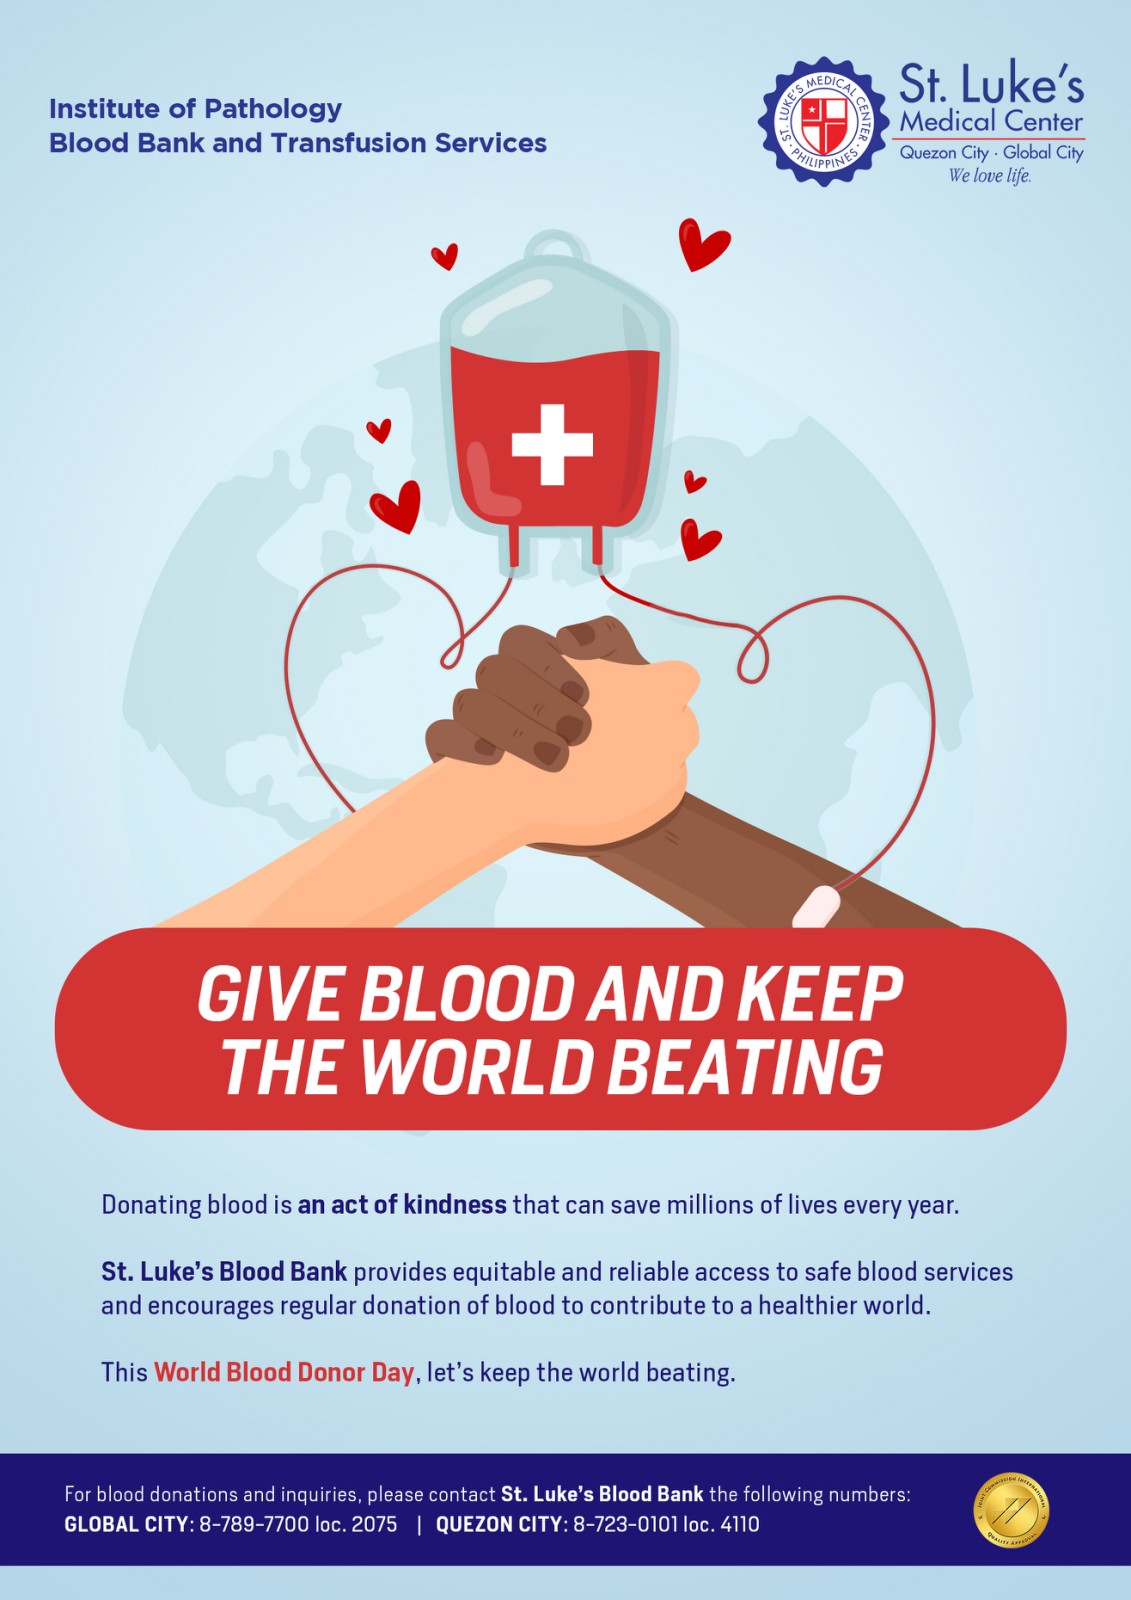 Institute of Pathology
Blood Bank and Transfusion Services
ST. LUKE'S MEDICAL CENTER
· PHILIPPINES ·
St. Luke's
Medical Center
Quezon City · Global City
We love life.
GIVE BLOOD AND KEEP
THE WORLD BEATING
Donating blood is an act of kindness that can save millions of lives every year.
St. Luke's Blood Bank provides equitable and reliable access to safe blood services
and encourages regular donation of blood to contribute to a healthier world.
This World Blood Donor Day, let's keep the world beating.
For blood donations and inquiries, please contact St. Luke's Blood Bank the following numbers:
GLOBAL CITY: 8-789-7700 loc. 2075 | QUEZON CITY: 8-723-0101 loc. 4110
Joint Commission International
Quality Approval